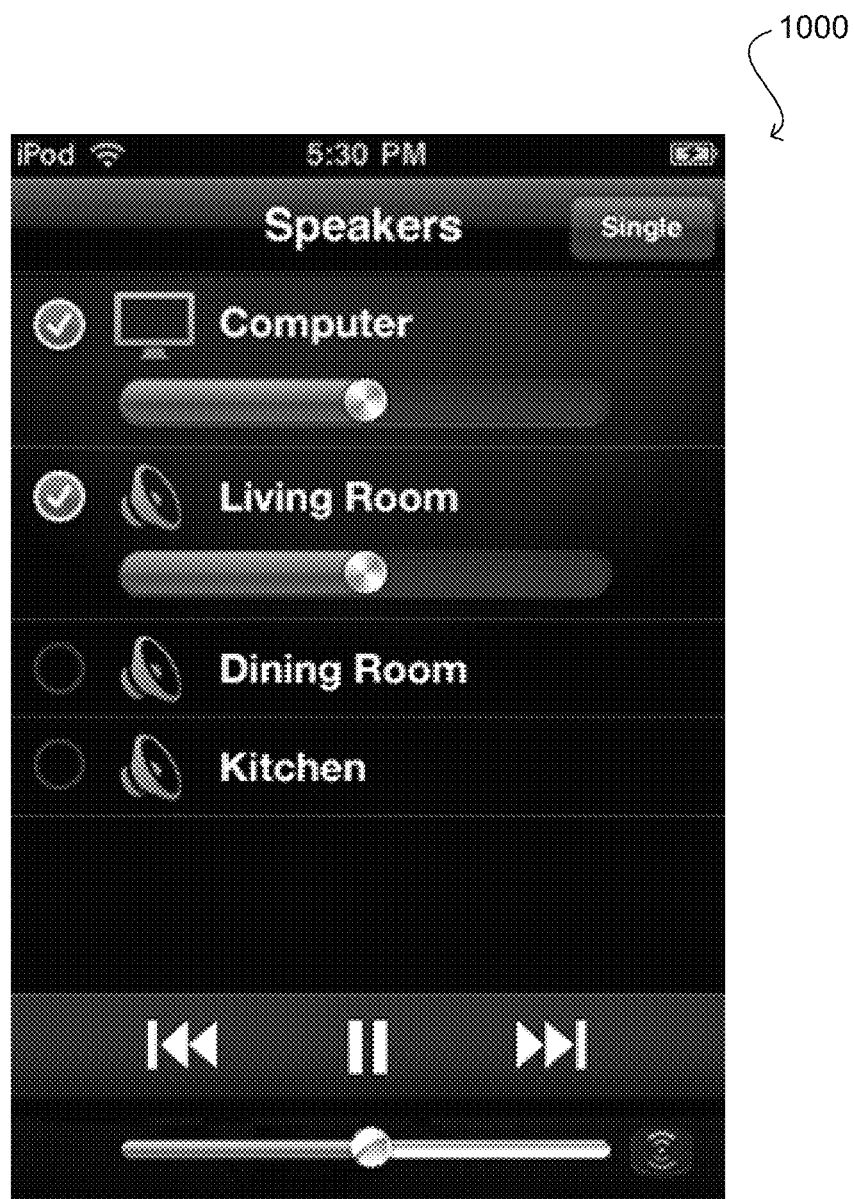 1000
iPod 5:30 PM
Speakers Single
Computer
Living Room
Dining Room
Kitchen